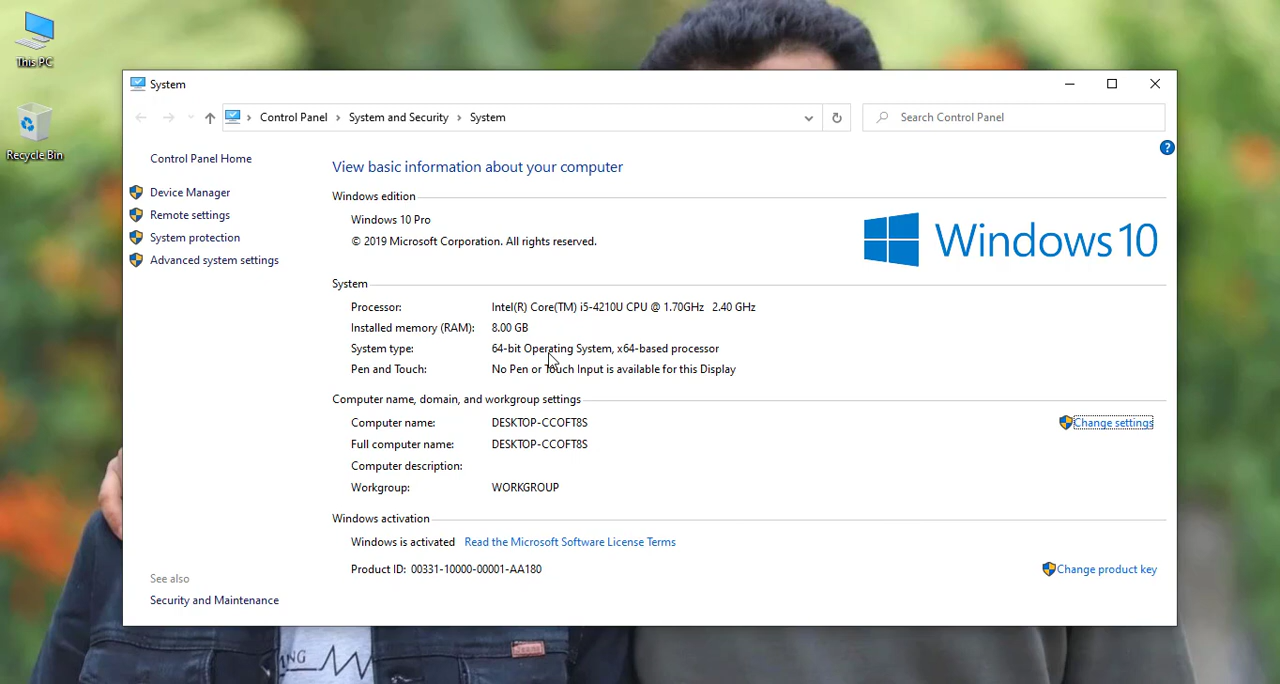 This PC
Recycle Bin
System
Control Panel › System and Security › System
Search Control Panel
Control Panel Home
Device Manager
Remote settings
System protection
Advanced system settings
See also
Security and Maintenance
?
View basic information about your computer
Windows edition
Windows 10 Pro
© 2019 Microsoft Corporation. All rights reserved.
Windows 10
System
Processor: Intel(R) Core(TM) i5-4210U CPU @ 1.70GHz 2.40 GHz
Installed memory (RAM): 8.00 GB
System type: 64-bit Operating System, x64-based processor
Pen and Touch: No Pen or Touch Input is available for this Display
Computer name, domain, and workgroup settings
Computer name: DESKTOP-CCOFT8S
Change settings
Full computer name: DESKTOP-CCOFT8S
Computer description:
Workgroup: WORKGROUP
Windows activation
Windows is activated Read the Microsoft Software License Terms
Product ID: 00331-10000-00001-AA180
Change product key